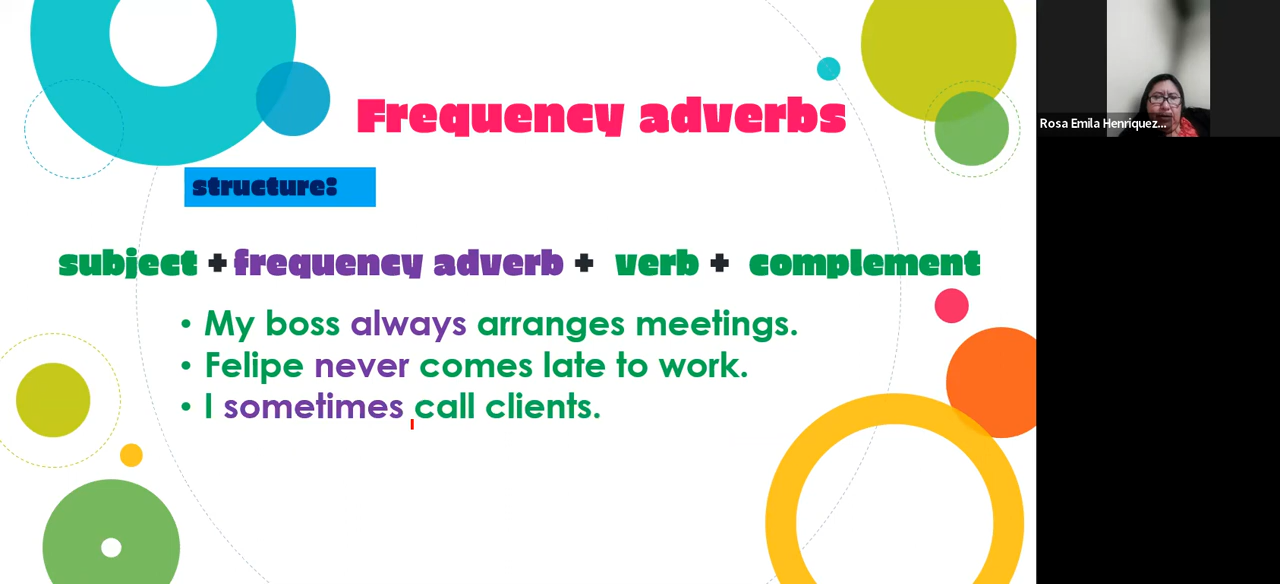 Frequency adverbs
structure:
subject + frequency adverb + verb + complement
• My boss always arranges meetings.
• Felipe never comes late to work.
• I sometimes call clients.
Rosa Emila Henriquez...